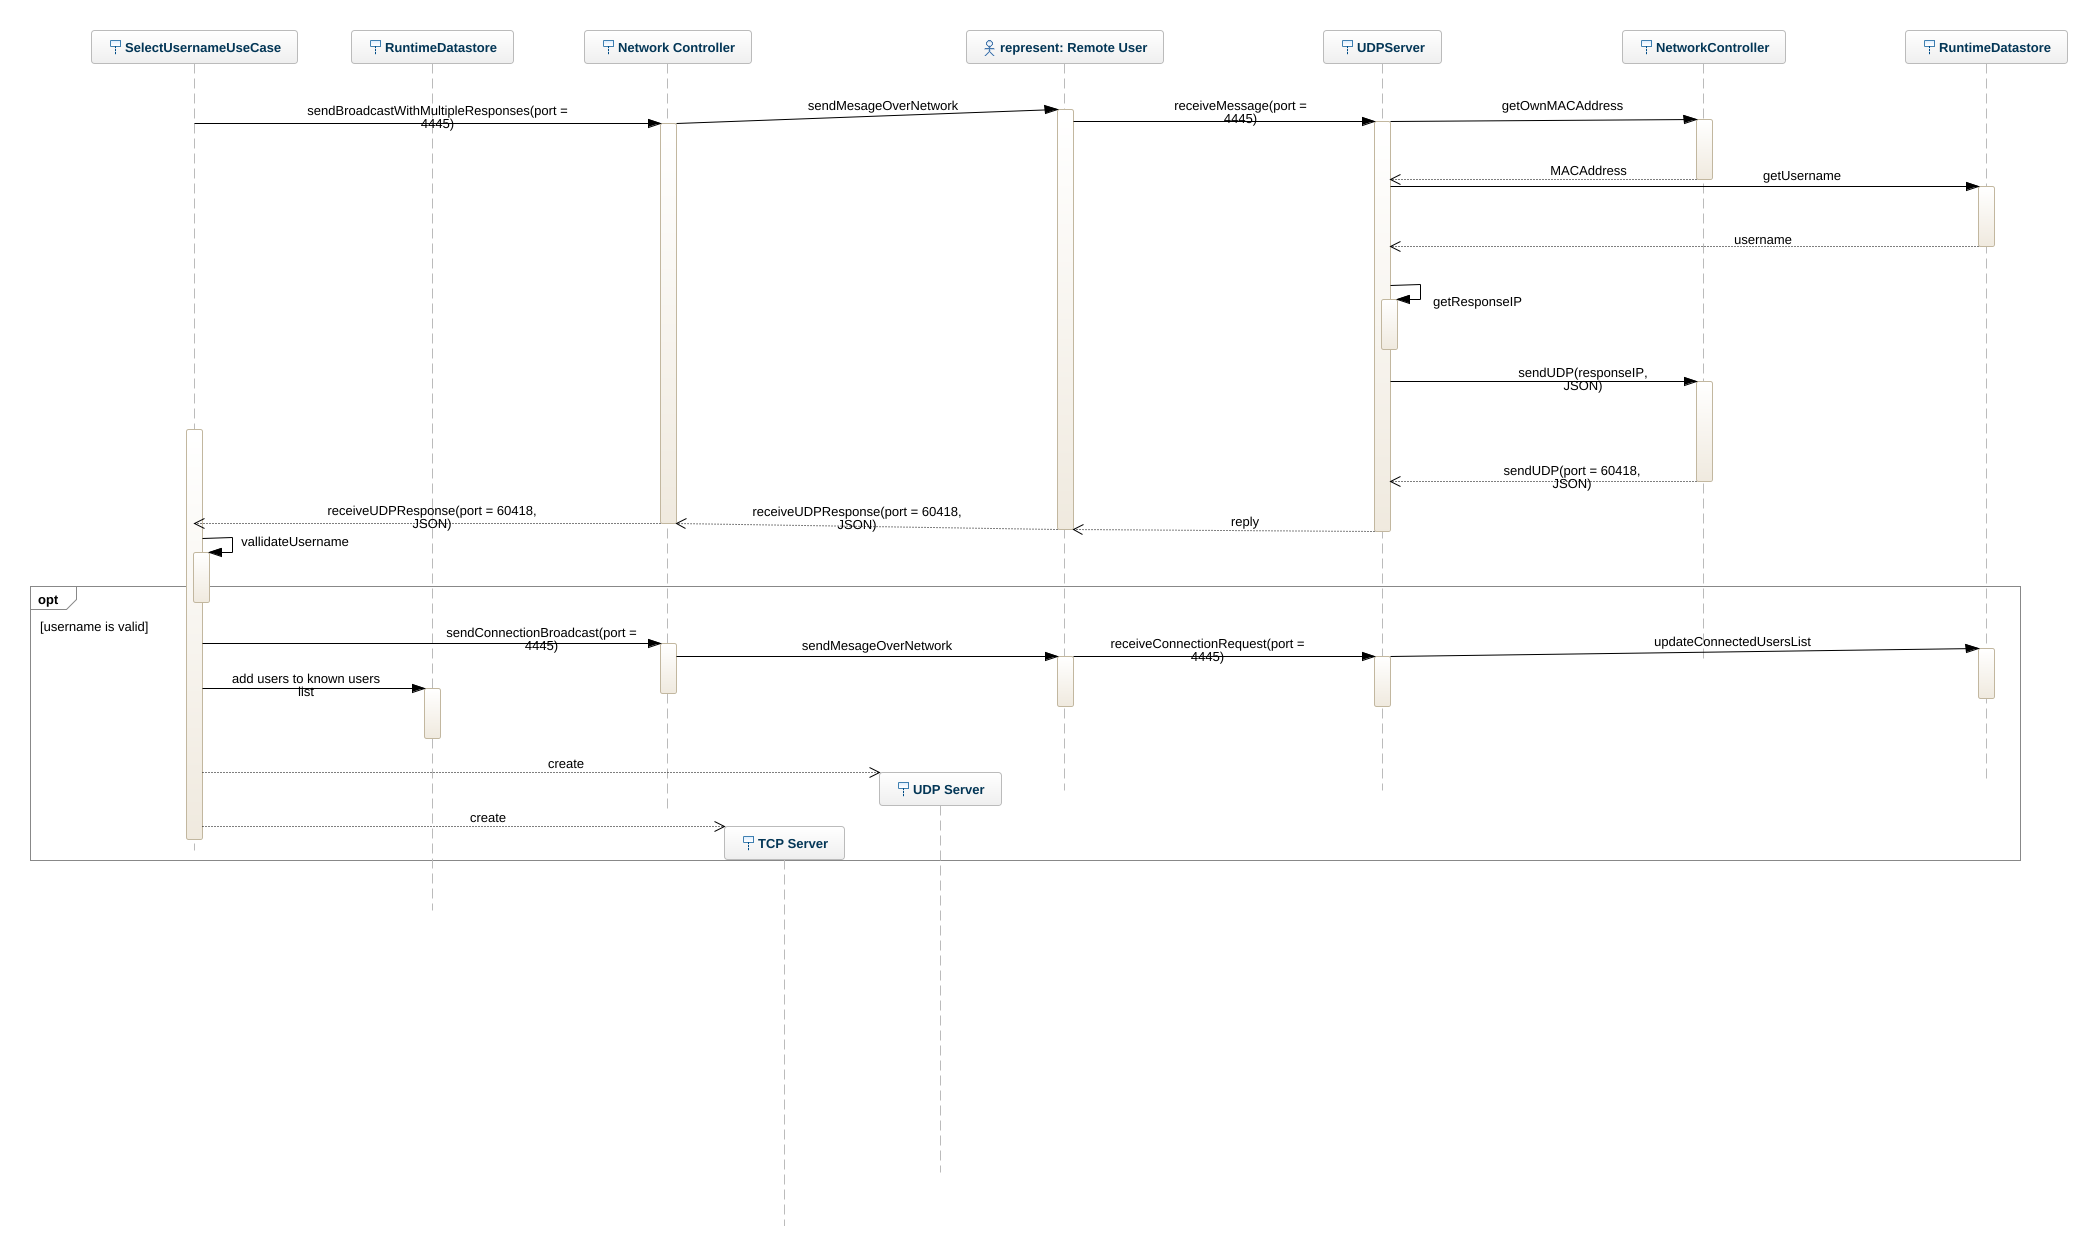 SelectUsernameUseCase
RuntimeDatastore
Network Controller
represent: Remote User
UDPServer
NetworkController
RuntimeDatastore
sendBroadcastWithMultipleResponses(port =
4445)
sendMesageOverNetwork
receiveMessage(port =
4445)
getOwnMACAddress
MACAddress
getUsername
username
getResponseIP
sendUDP(responseIP,
JSON)
sendUDP(port = 60418,
JSON)
receiveUDPResponse(port = 60418,
JSON)
receiveUDPResponse(port = 60418,
JSON)
reply
vallidateUsername
opt
[username is valid]
sendConnectionBroadcast(port =
4445)
sendMesageOverNetwork
receiveConnectionRequest(port =
4445)
updateConnectedUsersList
add users to known users
list
create
UDP Server
create
TCP Server